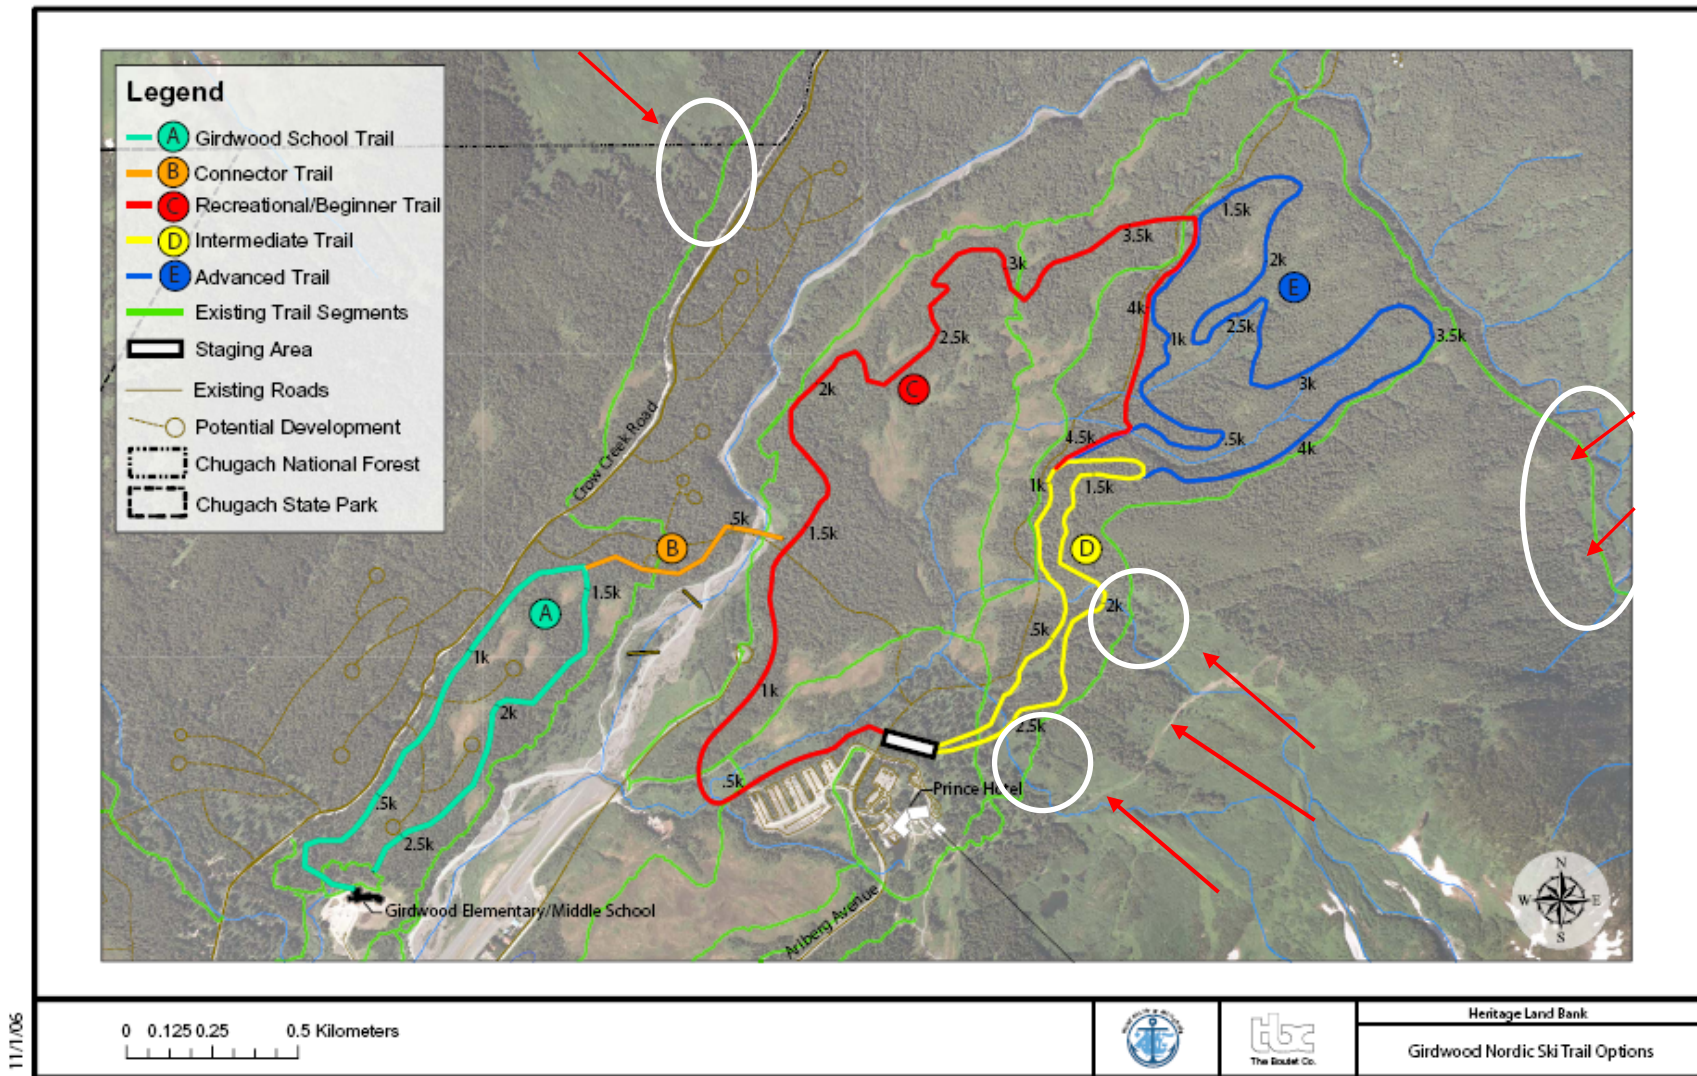 Legend
A Girdwood School Trail
B Connector Trail
C Recreational/Beginner Trail
D Intermediate Trail
E Advanced Trail
Existing Trail Segments
Staging Area
Existing Roads
Potential Development
Chugach National Forest
Chugach State Park
1.5k
3.5k
2k
3k
E
4k
2.5k
1k
2.5k
3.5k
2k
C
3k
Crow Creek Road
4.5k
.5k
4k
1k
1.5k
.5k
1.5k
B
D
1.5k
A
2k
.5k
1k
1k
2k
2.5k
.5k
Prince Hotel
.5k
2.5k
N
W E
S
Girdwood Elementary/Middle School
Arlberg Avenue
11/1/06
0 0.125 0.25 0.5 Kilometers
tbc
The Boutet Co.
Heritage Land Bank
Girdwood Nordic Ski Trail Options